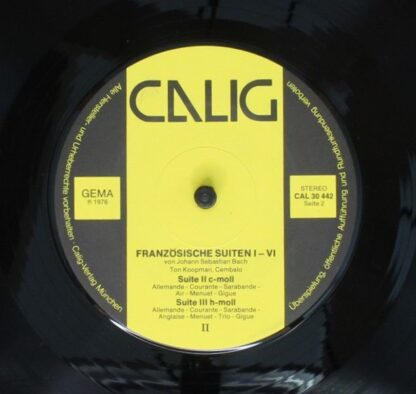 CALIG
GEMA
℗ 1976
STEREO
CAL 30 442
Seite 2
FRANZÖSISCHE SUITEN I – VI
von Johann Sebastian Bach
Ton Koopman, Cembalo
Suite II c-moll
Allemande - Courante - Sarabande -
Air - Menuet - Gigue
Suite III h-moll
Allemande - Courante - Sarabande -
Anglaise - Menuet - Trio - Gigue
II
Alle Hersteller- und Urheberrechte vorbehalten · Calig-Verlag München
Überspielung, öffentliche Aufführung und Rundfunksendung verboten